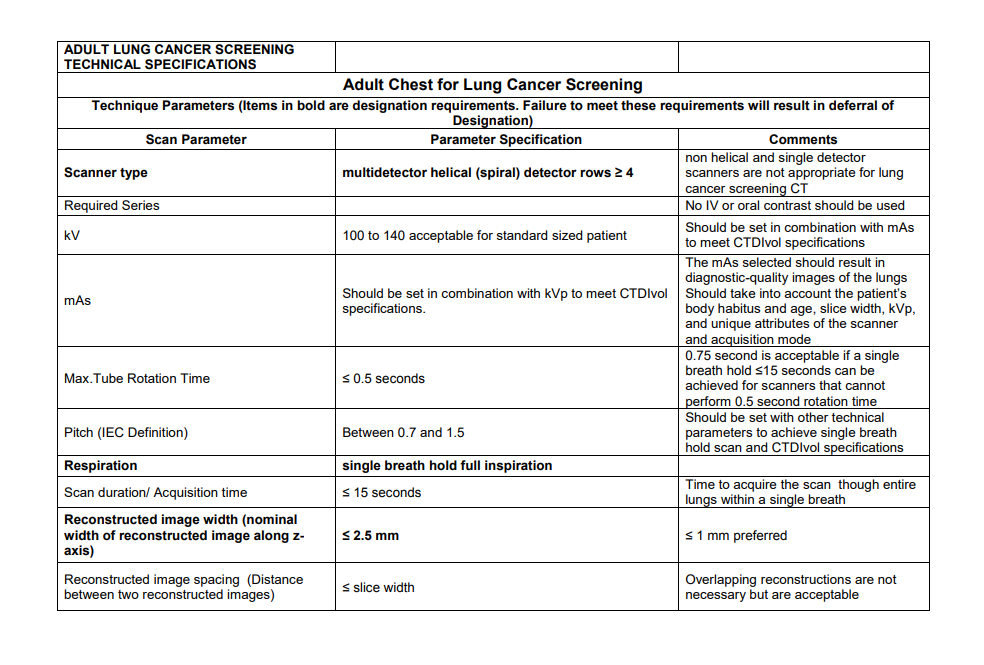 ADULT LUNG CANCER SCREENING
TECHNICAL SPECIFICATIONS
Adult Chest for Lung Cancer Screening
Technique Parameters (Items in bold are designation requirements. Failure to meet these requirements will result in deferral of
Designation)
Scan Parameter
Parameter Specification
Comments
Scanner type
multidetector helical (spiral) detector rows ≥ 4
non helical and single detector
scanners are not appropriate for lung
cancer screening CT
Required Series
No IV or oral contrast should be used
kV
100 to 140 acceptable for standard sized patient
Should be set in combination with mAs
to meet CTDIvol specifications
mAs
Should be set in combination with kVp to meet CTDIvol
specifications.
The mAs selected should result in
diagnostic-quality images of the lungs
Should take into account the patient's
body habitus and age, slice width, kVp,
and unique attributes of the scanner
and acquisition mode
Max.Tube Rotation Time
≤ 0.5 seconds
0.75 second is acceptable if a single
breath hold ≤15 seconds can be
achieved for scanners that cannot
perform 0.5 second rotation time
Pitch (IEC Definition)
Between 0.7 and 1.5
Should be set with other technical
parameters to achieve single breath
hold scan and CTDIvol specifications
Respiration
single breath hold full inspiration
Scan duration/ Acquisition time
≤ 15 seconds
Time to acquire the scan though entire
lungs within a single breath
Reconstructed image width (nominal
width of reconstructed image along z-
axis)
≤ 2.5 mm
≤ 1 mm preferred
Reconstructed image spacing (Distance
between two reconstructed images)
≤ slice width
Overlapping reconstructions are not
necessary but are acceptable